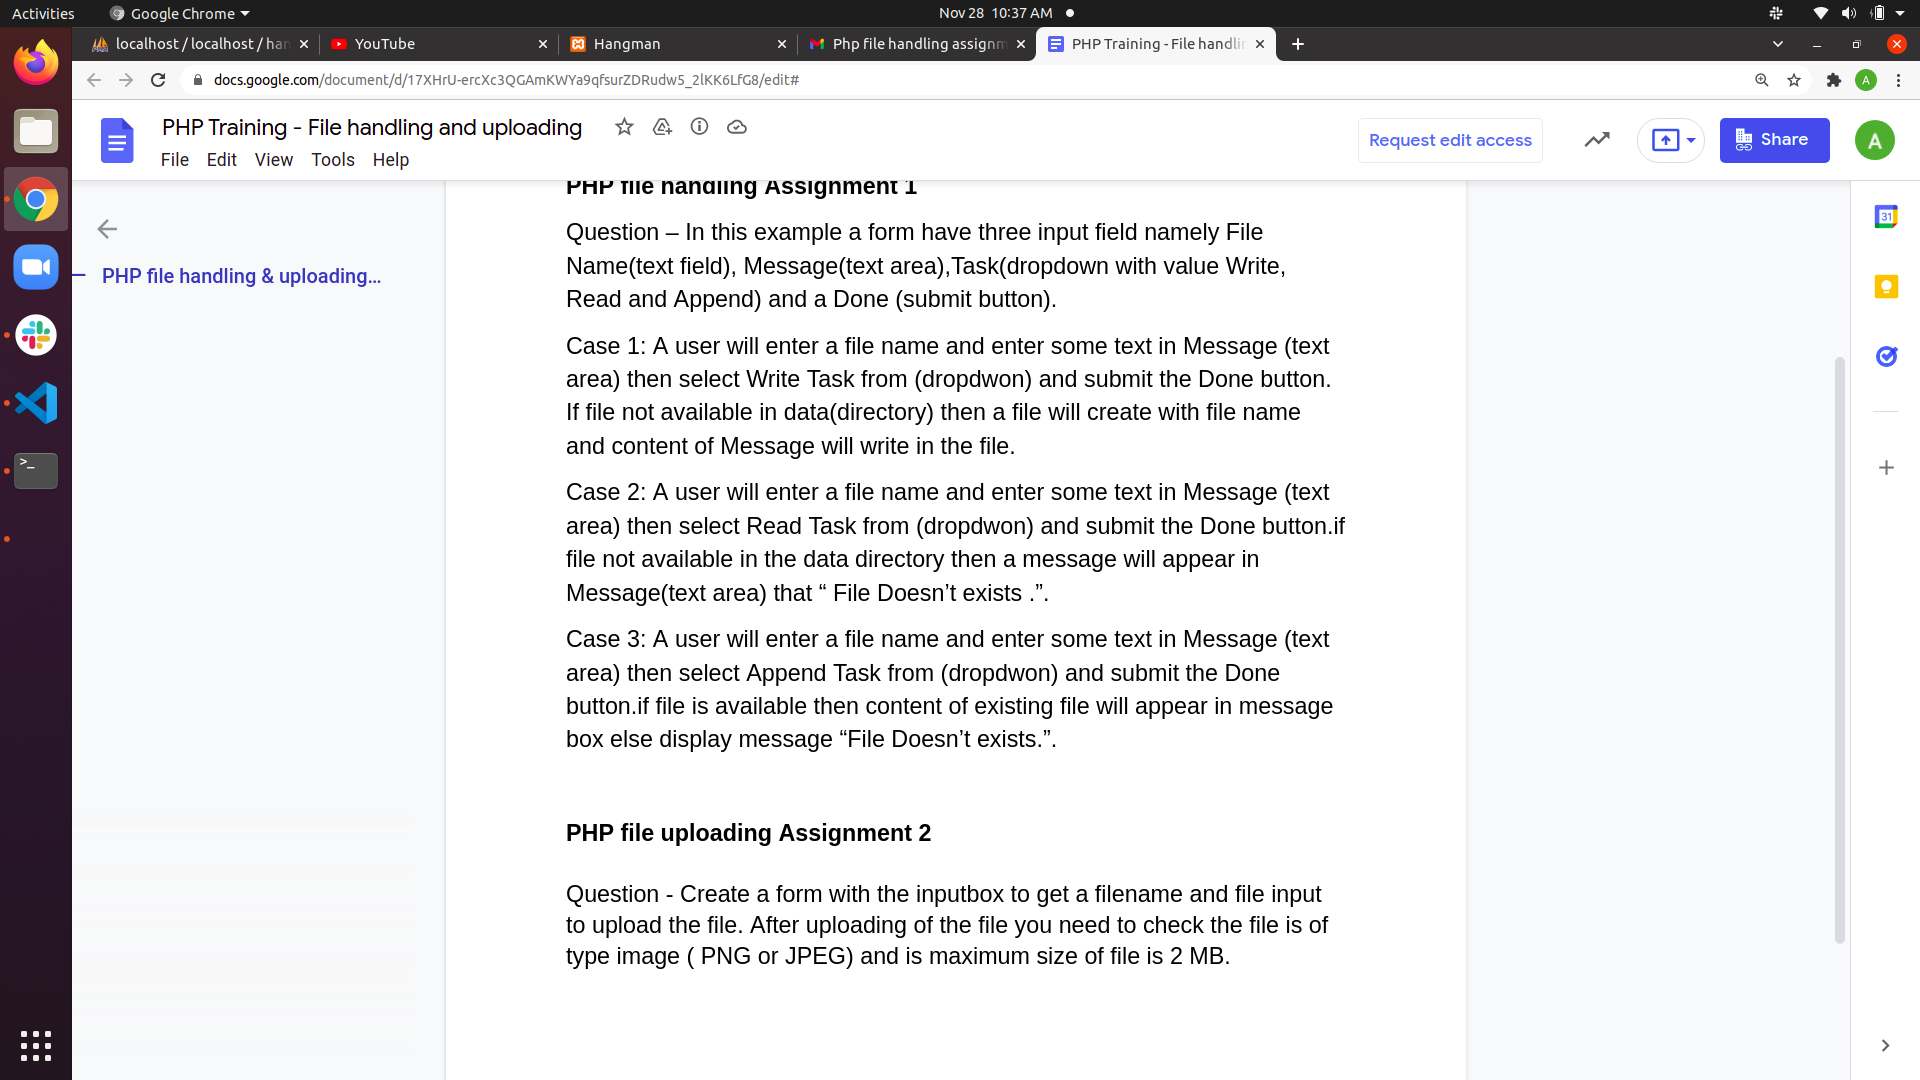 Activities
Google Chrome
Nov 28 10:37 AM
localhost / localhost / han
YouTube
Hangman
Php file handling assignm
PHP Training - File handlin
docs.google.com/document/d/17XHrU-ercXc3QGAmKWYa9qfsurZDRudw5_2lKK6LfG8/edit#
A
PHP Training - File handling and uploading
File Edit View Tools Help
Request edit access
Share
A
31
PHP file handling & uploading...
PHP file handling Assignment 1
Question – In this example a form have three input field namely File
Name(text field), Message(text area),Task(dropdown with value Write,
Read and Append) and a Done (submit button).
Case 1: A user will enter a file name and enter some text in Message (text
area) then select Write Task from (dropdwon) and submit the Done button.
If file not available in data(directory) then a file will create with file name
and content of Message will write in the file.
Case 2: A user will enter a file name and enter some text in Message (text
area) then select Read Task from (dropdwon) and submit the Done button.if
file not available in the data directory then a message will appear in
Message(text area) that “ File Doesn’t exists .”.
Case 3: A user will enter a file name and enter some text in Message (text
area) then select Append Task from (dropdwon) and submit the Done
button.if file is available then content of existing file will appear in message
box else display message “File Doesn’t exists.”.
PHP file uploading Assignment 2
Question - Create a form with the inputbox to get a filename and file input
to upload the file. After uploading of the file you need to check the file is of
type image ( PNG or JPEG) and is maximum size of file is 2 MB.